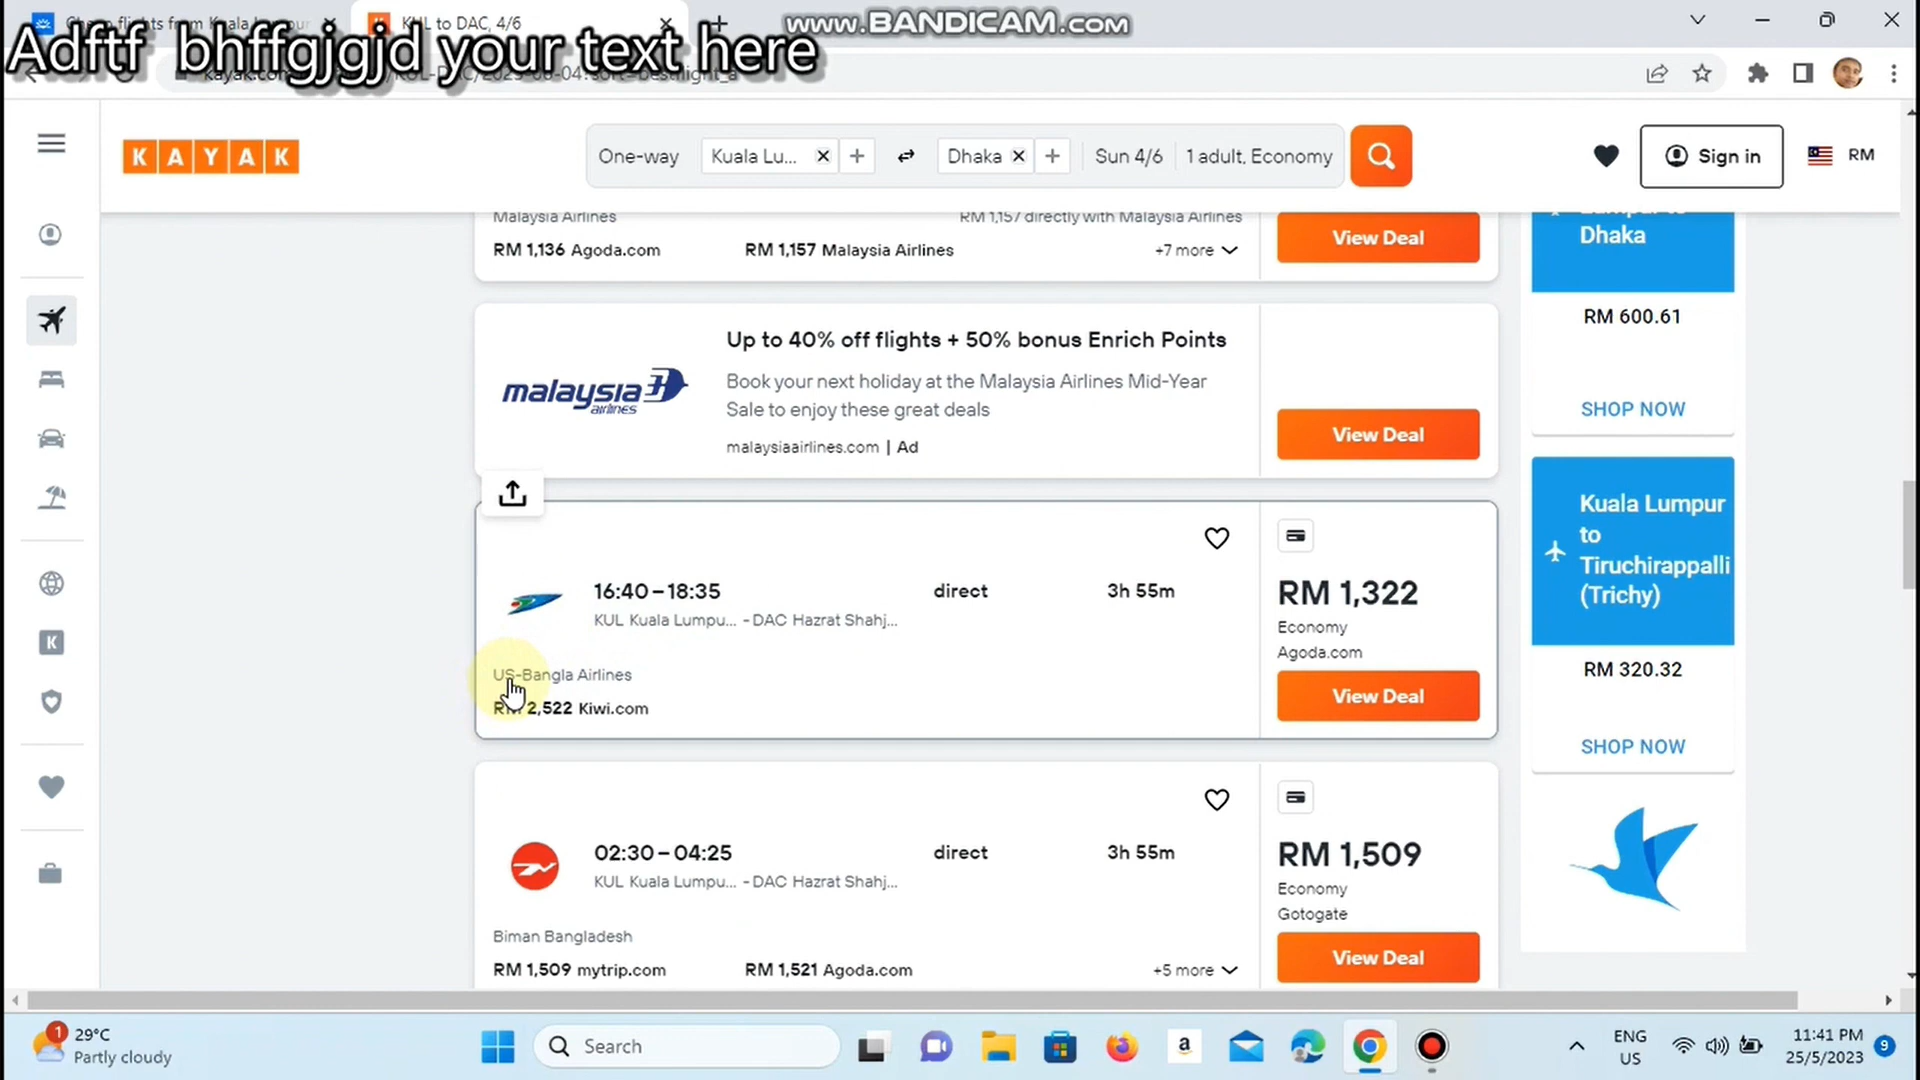 KUL to DAC, 4/6
www.BANDICAM.com
Adftf bhffgjgjd your text here
KAYAK
One-way
Kuala Lu...
Dhaka
Sun 4/6
1 adult, Economy
Sign in
RM
Malaysia Airlines
RM 1,157 directly with Malaysia Airlines
RM 1,136 Agoda.com
RM 1,157 Malaysia Airlines
+7 more
View Deal
Up to 40% off flights + 50% bonus Enrich Points
malaysia airlines
Book your next holiday at the Malaysia Airlines Mid-Year
Sale to enjoy these great deals
malaysiaairlines.com | Ad
View Deal
16:40 – 18:35
direct
3h 55m
KUL Kuala Lumpu... - DAC Hazrat Shahj...
US-Bangla Airlines
RM 2,522 Kiwi.com
RM 1,322
Economy
Agoda.com
View Deal
02:30 – 04:25
direct
3h 55m
KUL Kuala Lumpu... - DAC Hazrat Shahj...
Biman Bangladesh
RM 1,509 mytrip.com
RM 1,521 Agoda.com
+5 more
RM 1,509
Economy
Gotogate
View Deal
Dhaka
RM 600.61
SHOP NOW
Kuala Lumpur
to
Tiruchirappalli
(Trichy)
RM 320.32
SHOP NOW
K
1
29°C
Partly cloudy
Search
a
ENG
US
11:41 PM
25/5/2023
9